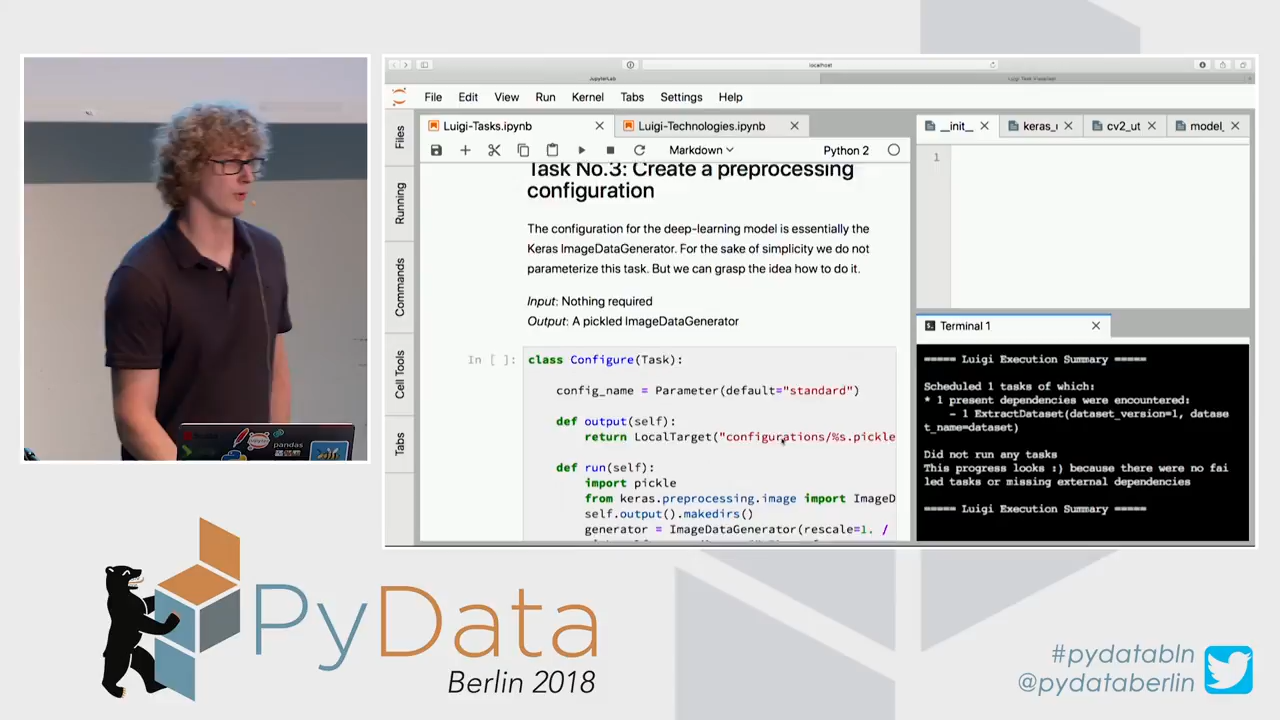 localhost
JupyterLab
Luigi Task Visualiser
File Edit View Run Kernel Tabs Settings Help
Files
Running
Commands
Cell Tools
Tabs
Luigi-Tasks.ipynb
Luigi-Technologies.ipynb
Markdown
Python 2
Task No.3: Create a preprocessing
configuration
The configuration for the deep-learning model is essentially the
Keras ImageDataGenerator. For the sake of simplicity we do not
parameterize this task. But we can grasp the idea how to do it.
Input: Nothing required
Output: A pickled ImageDataGenerator
In [ ]:
class Configure(Task):
config_name = Parameter(default="standard")
def output(self):
return LocalTarget("configurations/%s.pickle
def run(self):
import pickle
from keras.preprocessing.image import ImageD
self.output().makedirs()
generator = ImageDataGenerator(rescale=1. /
__init_
keras_u
cv2_ut
model_
1
Terminal 1
===== Luigi Execution Summary =====
Scheduled 1 tasks of which:
* 1 present dependencies were encountered:
- 1 ExtractDataset(dataset_version=1, datase
t_name=dataset)
Did not run any tasks
This progress looks :) because there were no fai
led tasks or missing external dependencies
===== Luigi Execution Summary =====
jupyter
pandas
PyData
Berlin 2018
#pydatabln
@pydataberlin